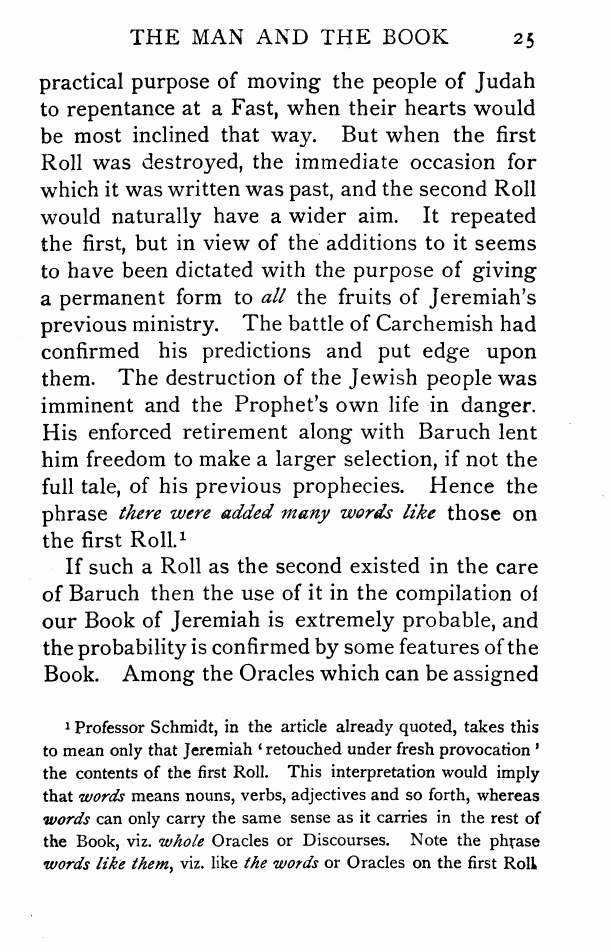 THE MAN AND THE BOOK 25
practical purpose of moving the people of Judah
to repentance at a Fast, when their hearts would
be most inclined that way. But when the first
Roll was destroyed, the immediate occasion for
which it was written was past, and the second Roll
would naturally have a wider aim. It repeated
the first, but in view of the additions to it seems
to have been dictated with the purpose of giving
a permanent form to all the fruits of Jeremiah's
previous ministry. The battle of Carchemish had
confirmed his predictions and put edge upon
them. The destruction of the Jewish people was
imminent and the Prophet's own life in danger.
His enforced retirement along with Baruch lent
him freedom to make a larger selection, if not the
full tale, of his previous prophecies. Hence the
phrase there were added many words like those on
the first Roll.¹
If such a Roll as the second existed in the care
of Baruch then the use of it in the compilation of
our Book of Jeremiah is extremely probable, and
the probability is confirmed by some features of the
Book. Among the Oracles which can be assigned
¹ Professor Schmidt, in the article already quoted, takes this
to mean only that Jeremiah ‘retouched under fresh provocation’
the contents of the first Roll. This interpretation would imply
that words means nouns, verbs, adjectives and so forth, whereas
words can only carry the same sense as it carries in the rest of
the Book, viz. whole Oracles or Discourses. Note the phrase
words like them, viz. like the words or Oracles on the first Roll.